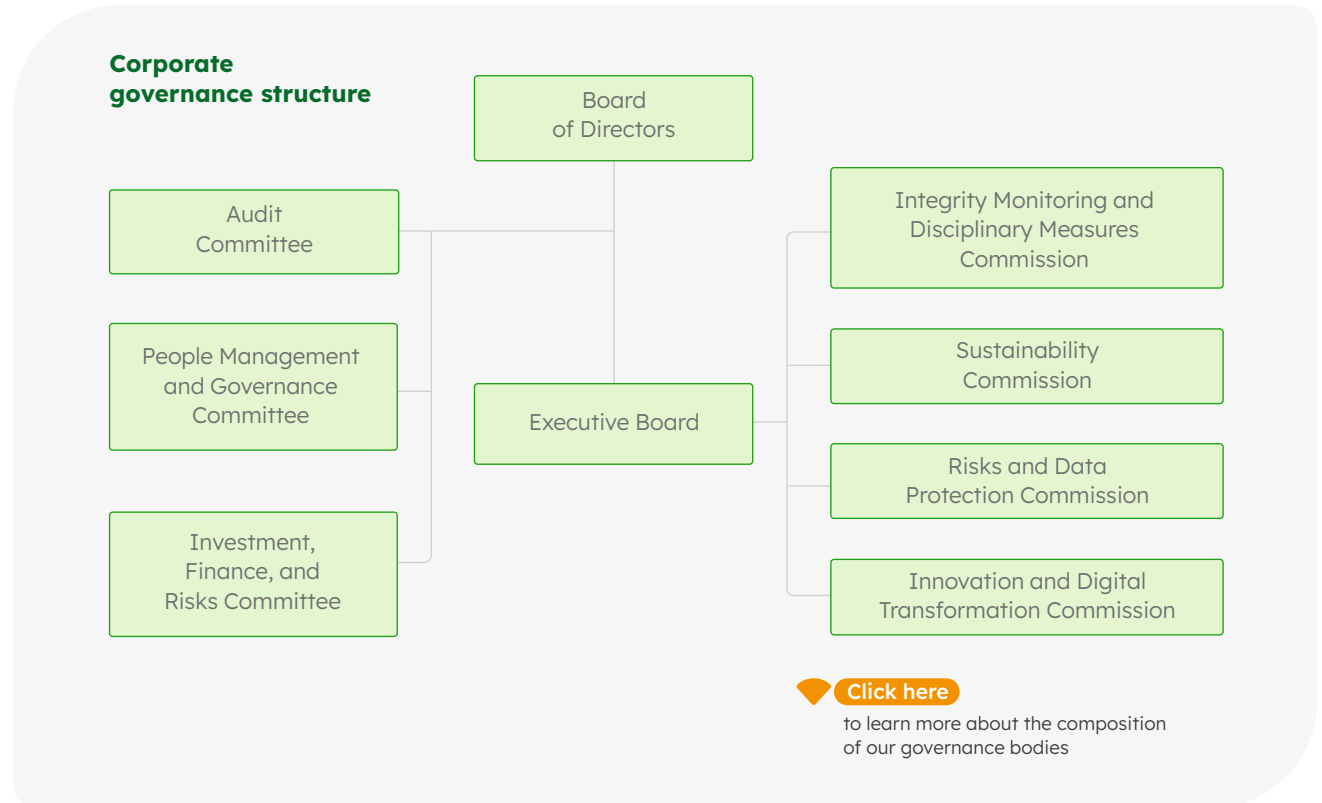 Corporate
governance structure
Board
of Directors
Audit
Committee
People Management
and Governance
Committee
Investment,
Finance, and
Risks Committee
Executive Board
Integrity Monitoring and
Disciplinary Measures
Commission
Sustainability
Commission
Risks and Data
Protection Commission
Innovation and Digital
Transformation Commission
Click here
to learn more about the composition
of our governance bodies